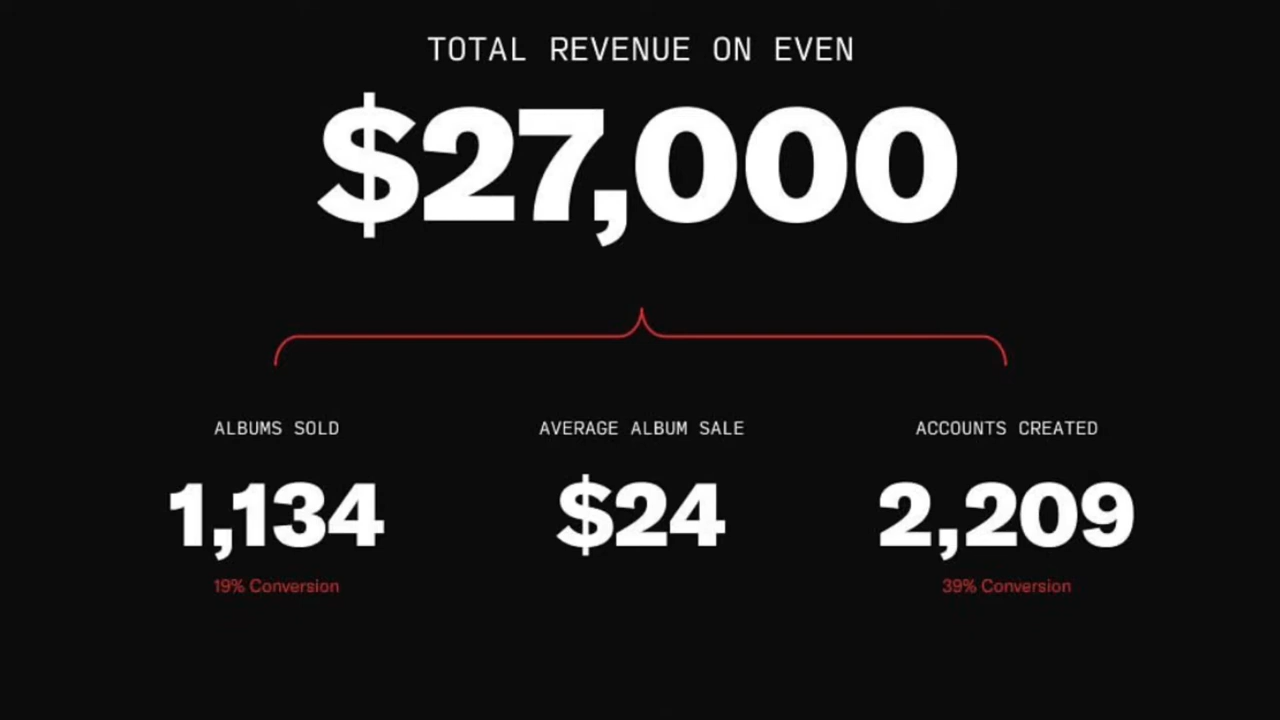 TOTAL REVENUE ON EVEN
$27,000
ALBUMS SOLD
AVERAGE ALBUM SALE
ACCOUNTS CREATED
1,134
$24
2,209
19% Conversion
39% Conversion